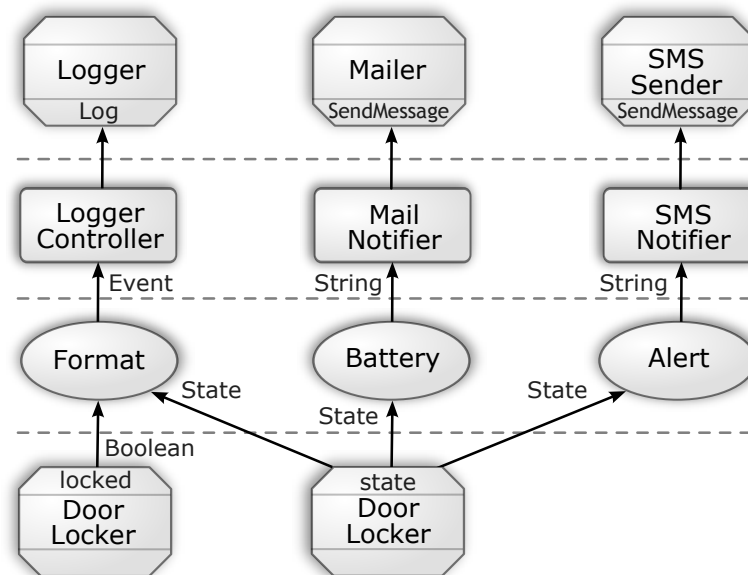 Logger
Log
Mailer
SendMessage
SMS
Sender
SendMessage
Logger
Controller
Mail
Notifier
SMS
Notifier
Event
String
String
Format
Battery
Alert
State
State
State
Boolean
locked
Door
Locker
state
Door
Locker